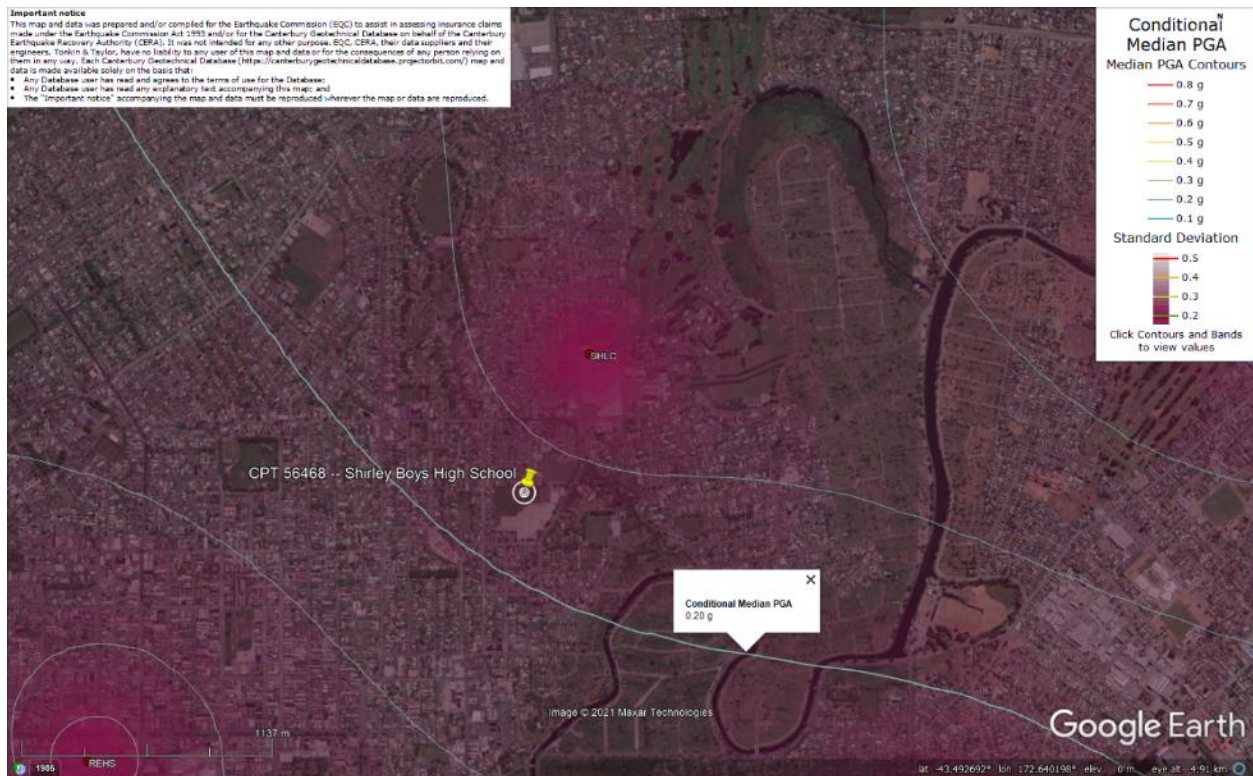 Important notice
This map and data was prepared and/or compiled for the Earthquake Commission (EQC) to assist in assessing insurance claims
made under the Earthquake Commission Act 1993 and/or for the Canterbury Geotechnical Database on behalf of the Canterbury
Earthquake Recovery Authority (CERA). It was not intended for any other purpose. EQC, CERA, their data suppliers and their
engineers, Tonkin & Taylor, have no liability to any user of this map and data or for the consequences of any person relying on
them in any way. Each Canterbury Geotechnical Database (https://canterburygeotechnicaldatabase.projectorbit.com/) map and
data is made available solely on the basis that:
• Any Database user has read and agrees to the terms of use for the Database;
• Any Database user has read any explanatory text accompanying this map; and
• The "Important notice" accompanying the map and data must be reproduced wherever the map or data are reproduced.
N
Conditional
Median PGA
Median PGA Contours
0.8 g
0.7 g
0.6 g
0.5 g
0.4 g
0.3 g
0.2 g
0.1 g
Standard Deviation
0.5
0.4
0.3
0.2
Click Contours and Bands
to view values
SHLC
CPT 56468 -- Shirley Boys High School
Conditional Median PGA
0.20 g
Image © 2021 Maxar Technologies
Google Earth
1137 m
REHS
1985
lat -43.492692° lon 172.640198° elev 0 m eye alt 4.91 km